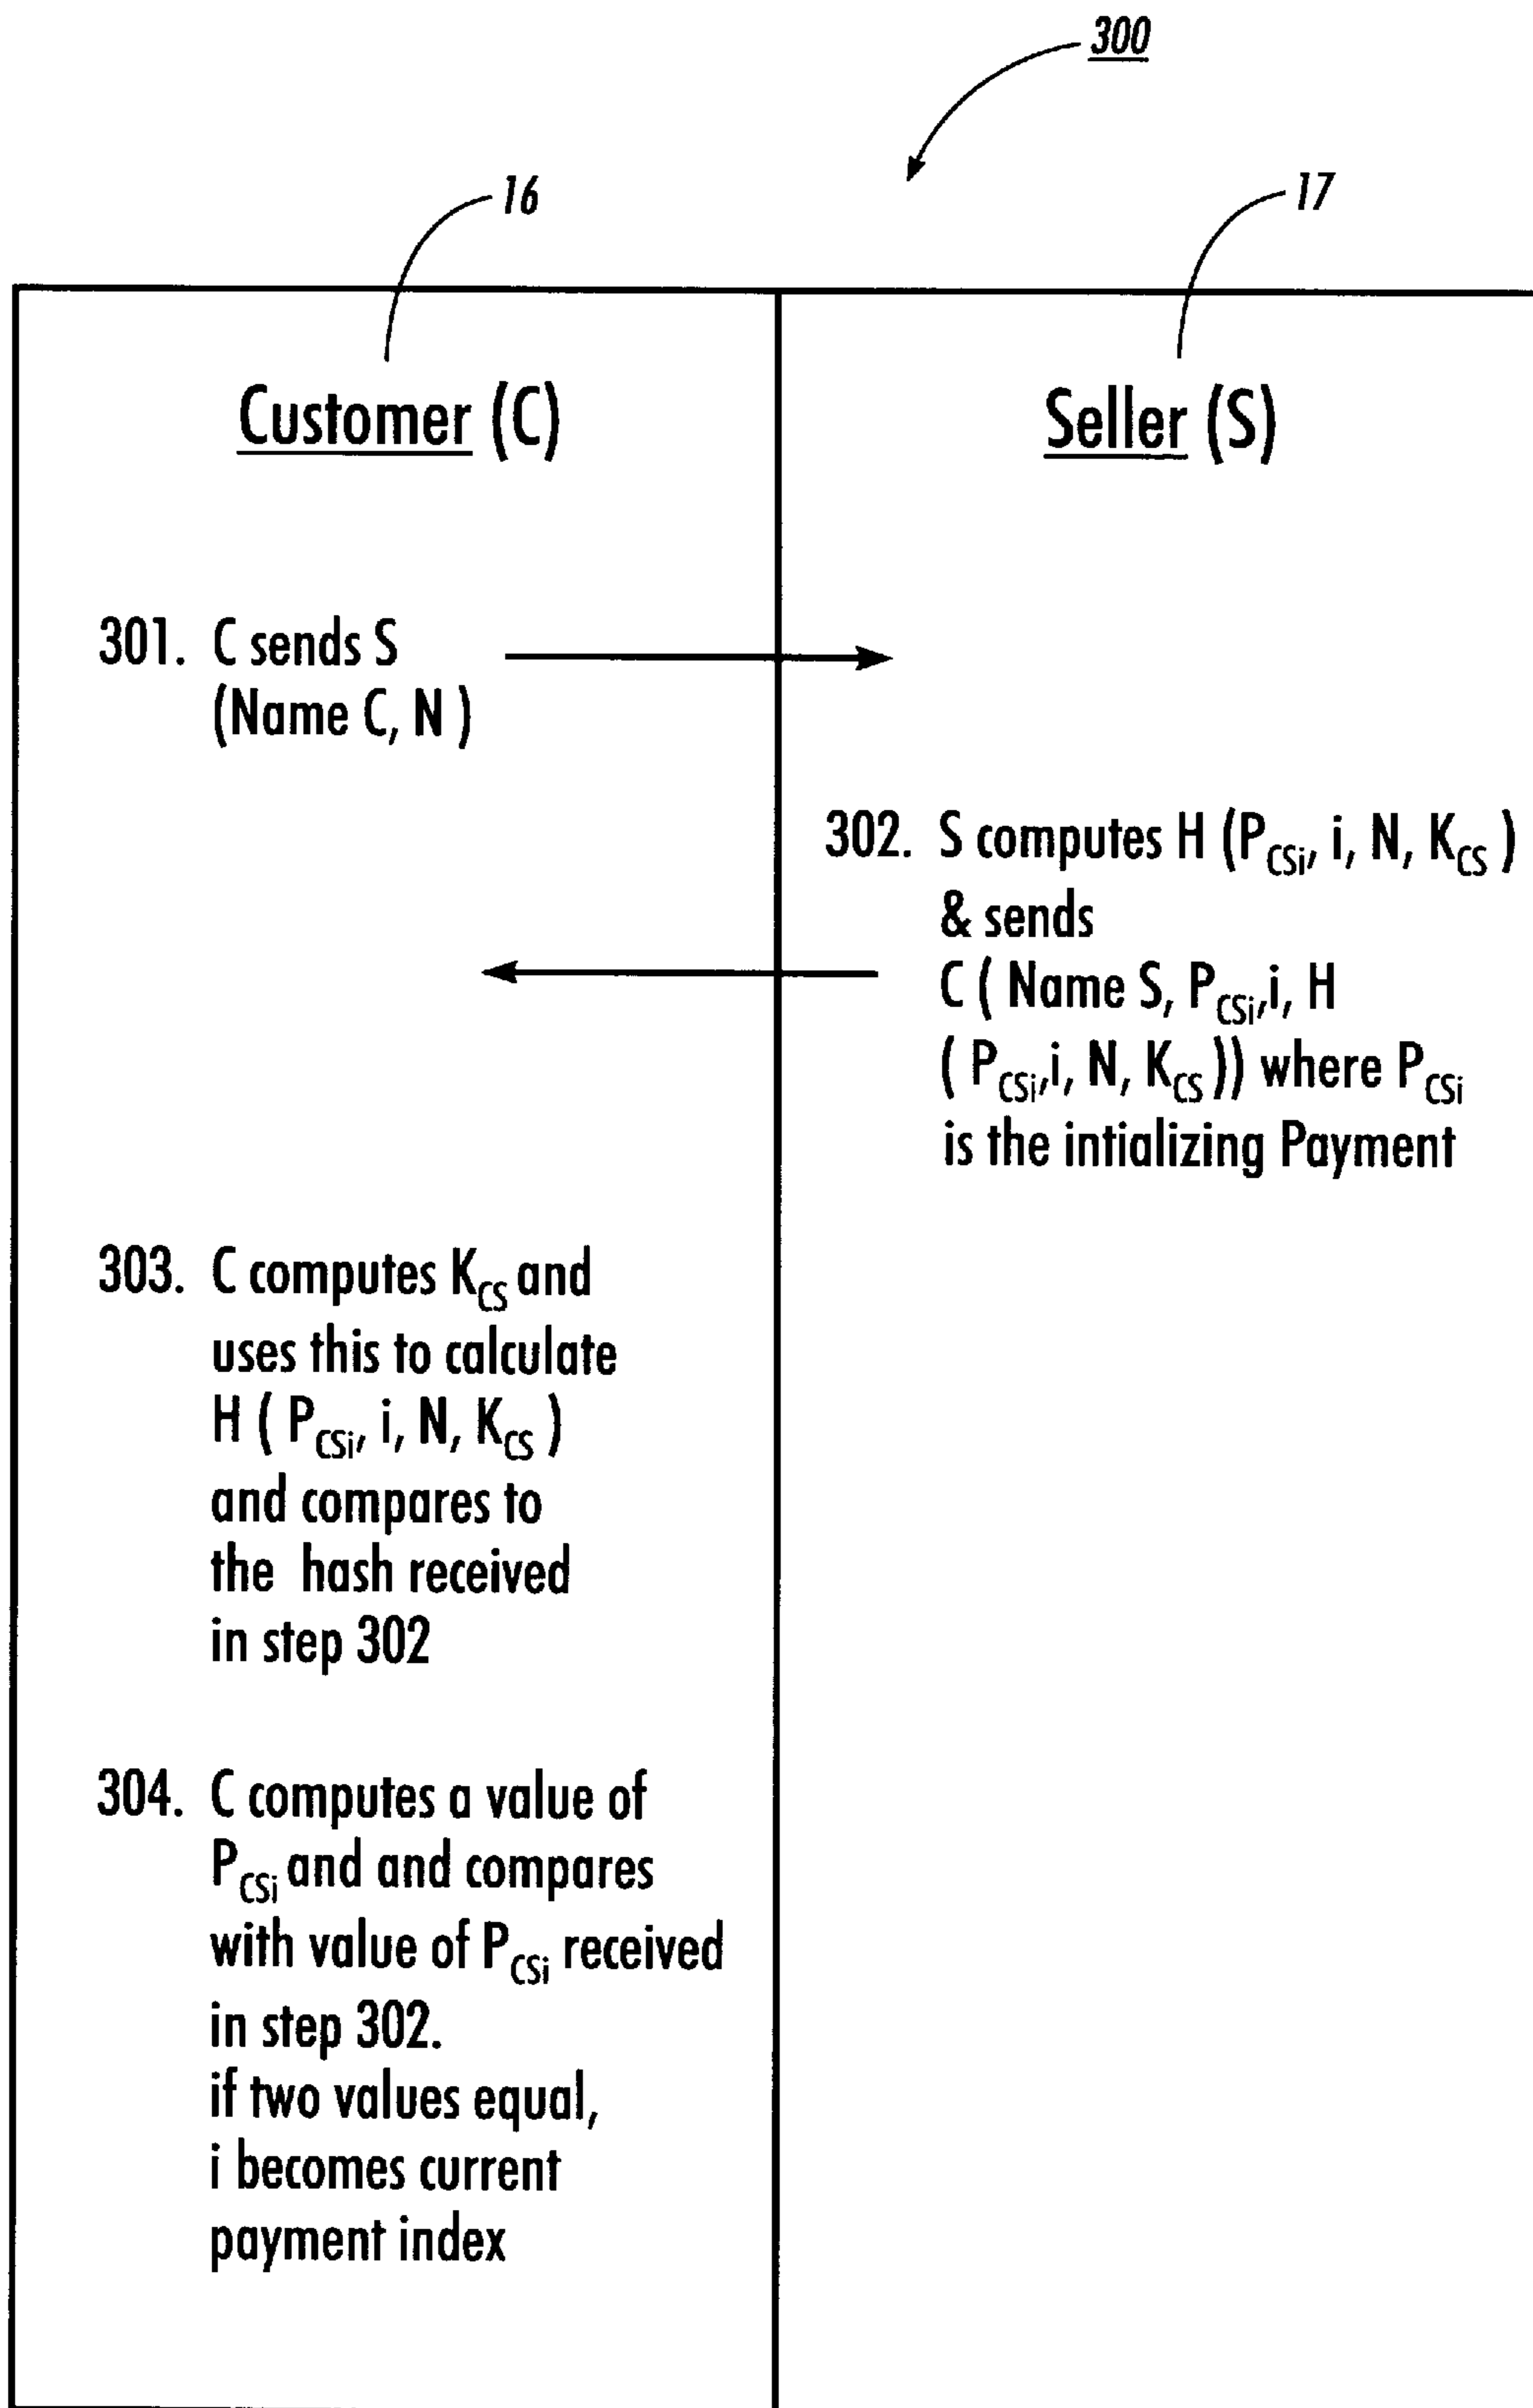 300
16
17
Customer (C)
Seller (S)
301. C sends S
(Name C, N )
302. S computes H (P_CSi, i, N, K_CS )
& sends
C ( Name S, P_CSi,i, H
( P_CSi,i, N, K_CS )) where P_CSi
is the intializing Payment
303. C computes K_CS and
uses this to calculate
H ( P_CSi, i, N, K_CS )
and compares to
the hash received
in step 302
304. C computes a value of
P_CSi and and compares
with value of P_CSi received
in step 302.
if two values equal,
i becomes current
payment index